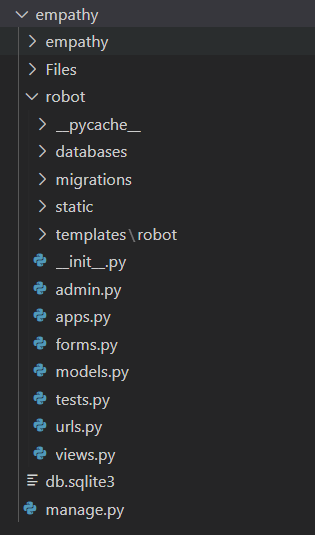 empathy
empathy
Files
robot
__pycache__
databases
migrations
static
templates\robot
__init__.py
admin.py
apps.py
forms.py
models.py
tests.py
urls.py
views.py
db.sqlite3
manage.py